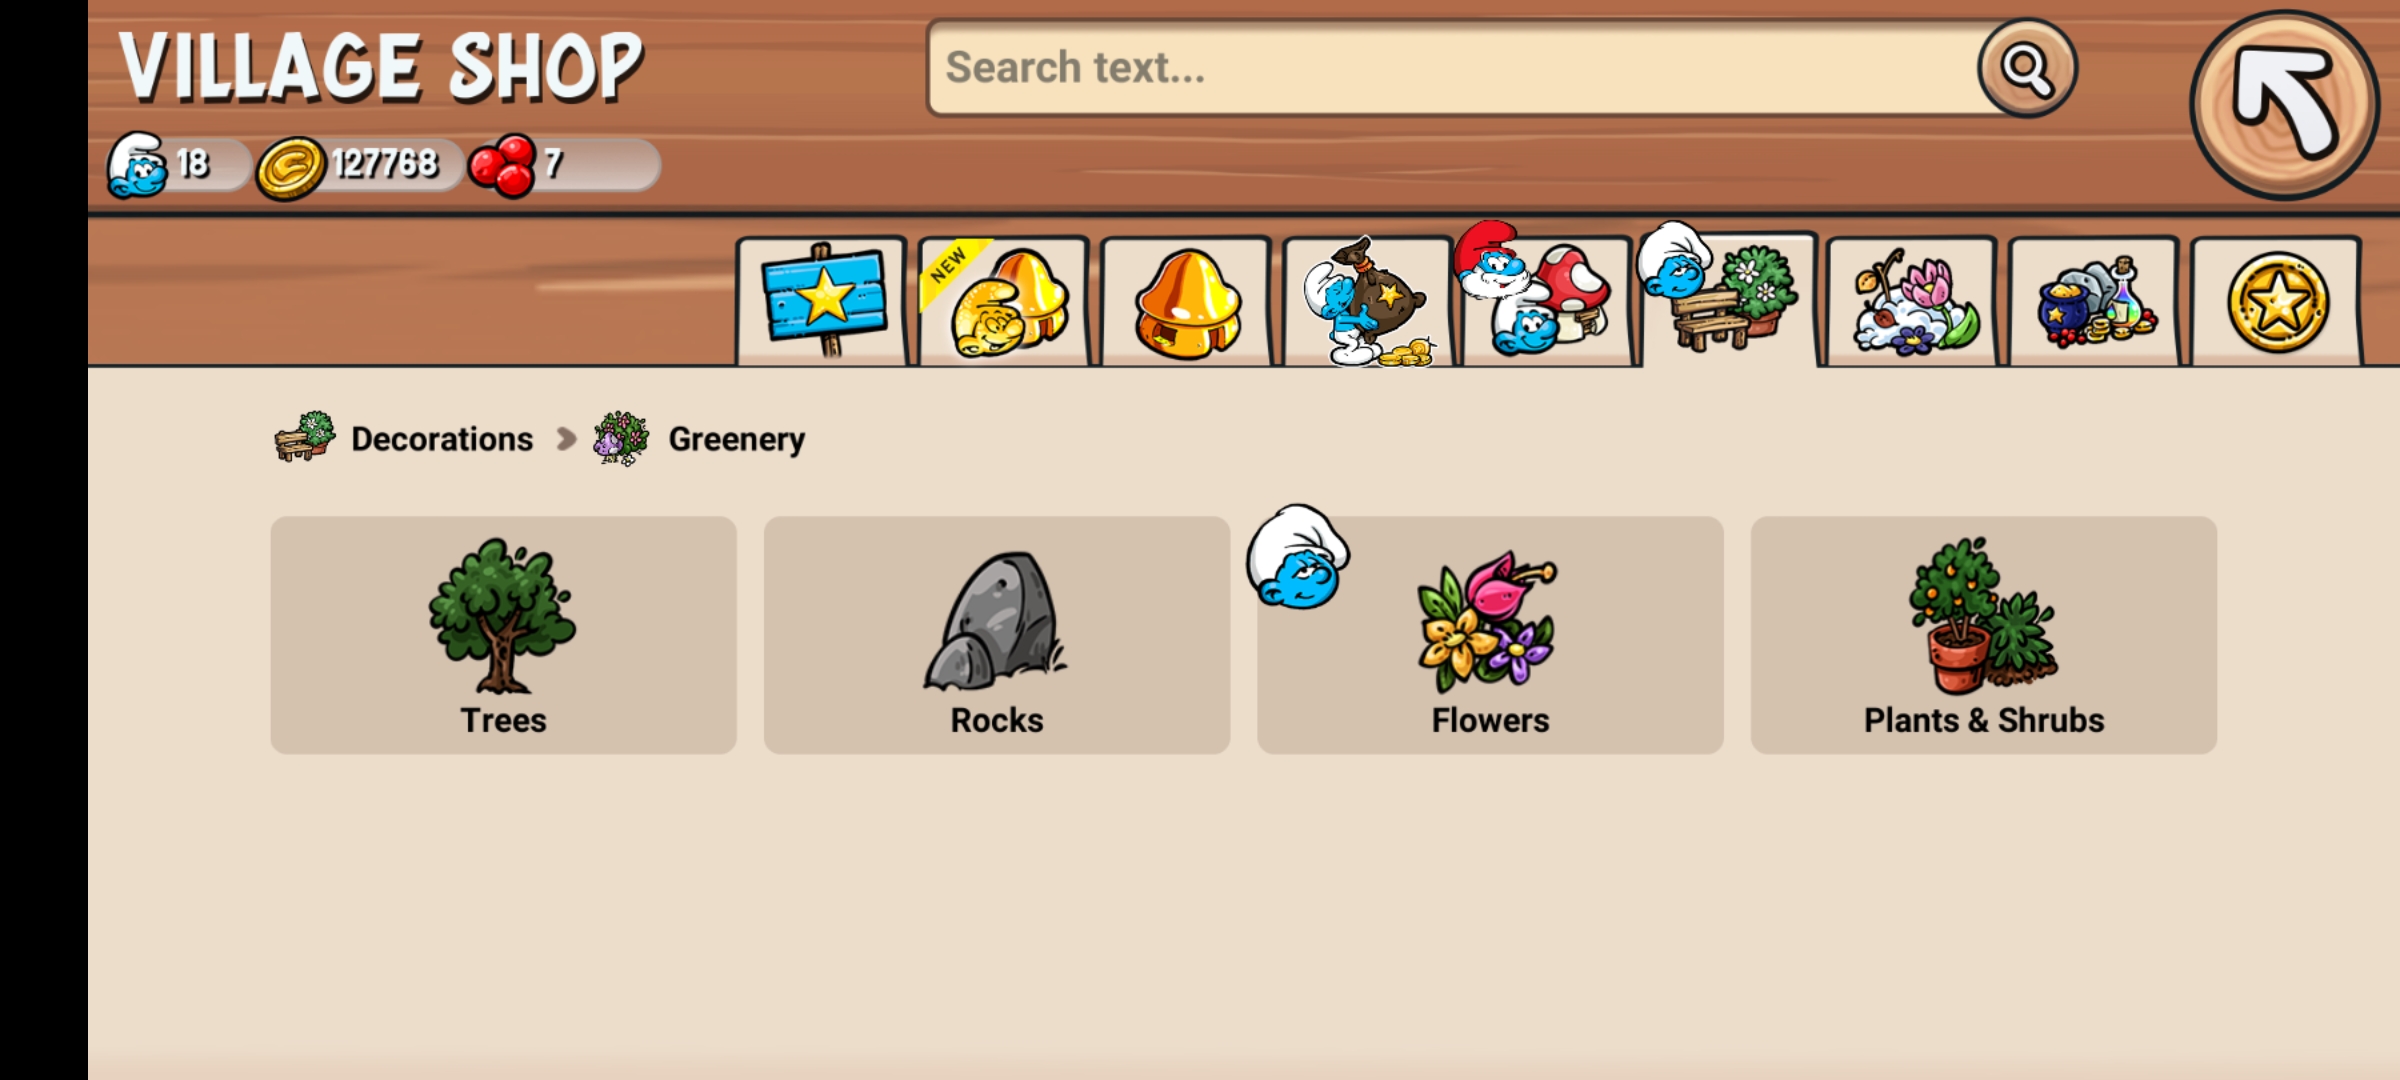 VILLAGE SHOP
Search text...
18
127768
7
NEW
Decorations
Greenery
Trees
Rocks
Flowers
Plants & Shrubs